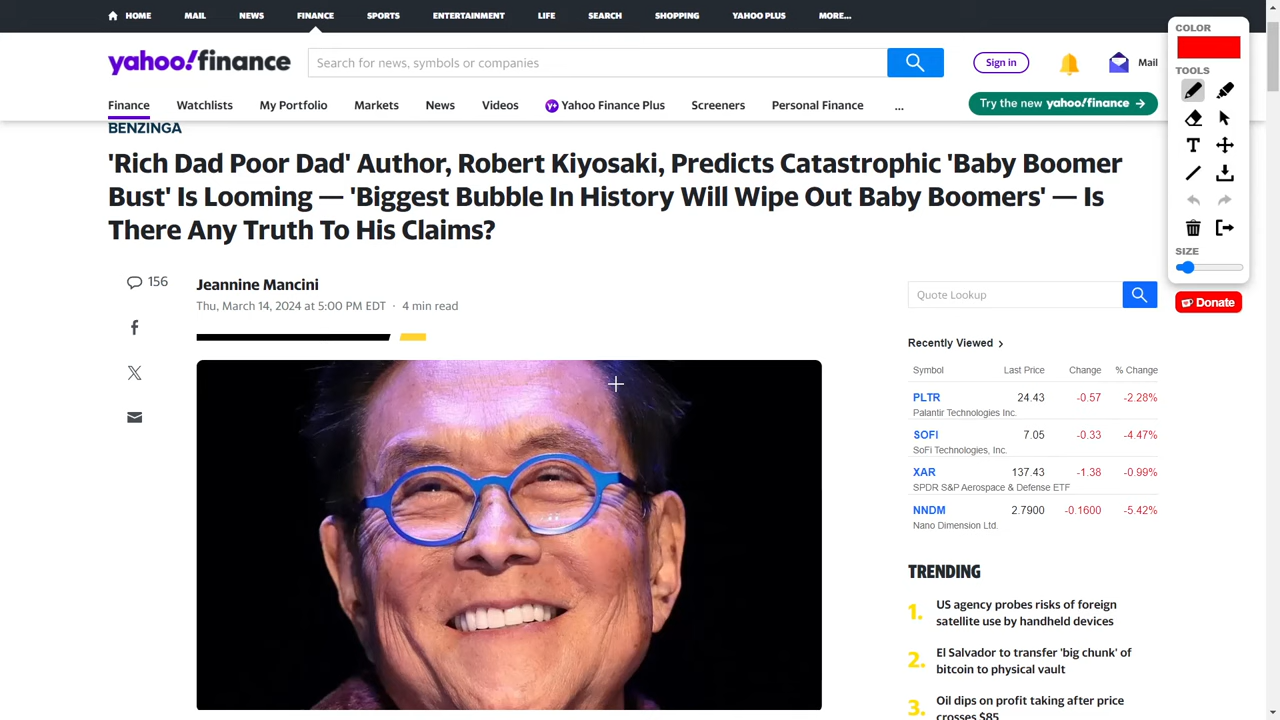 HOME MAIL NEWS FINANCE SPORTS ENTERTAINMENT LIFE SEARCH SHOPPING YAHOO PLUS MORE...
yahoo!finance
Search for news, symbols or companies
Sign in
Mail
Finance Watchlists My Portfolio Markets News Videos Yahoo Finance Plus Screeners Personal Finance ...
Try the new yahoo!finance →
BENZINGA
'Rich Dad Poor Dad' Author, Robert Kiyosaki, Predicts Catastrophic 'Baby Boomer
Bust' Is Looming — 'Biggest Bubble In History Will Wipe Out Baby Boomers' — Is
There Any Truth To His Claims?
156
Jeannine Mancini
Thu, March 14, 2024 at 5:00 PM EDT · 4 min read
Quote Lookup
Recently Viewed
Symbol Last Price Change % Change
PLTR 24.43 -0.57 -2.28%
Palantir Technologies Inc.
SOFI 7.05 -0.33 -4.47%
SoFi Technologies, Inc.
XAR 137.43 -1.38 -0.99%
SPDR S&P Aerospace & Defense ETF
NNDM 2.7900 -0.1600 -5.42%
Nano Dimension Ltd.
TRENDING
1. US agency probes risks of foreign
satellite use by handheld devices
2. El Salvador to transfer 'big chunk' of
bitcoin to physical vault
3. Oil dips on profit taking after price
crosses $85
COLOR
TOOLS
T
SIZE
Donate